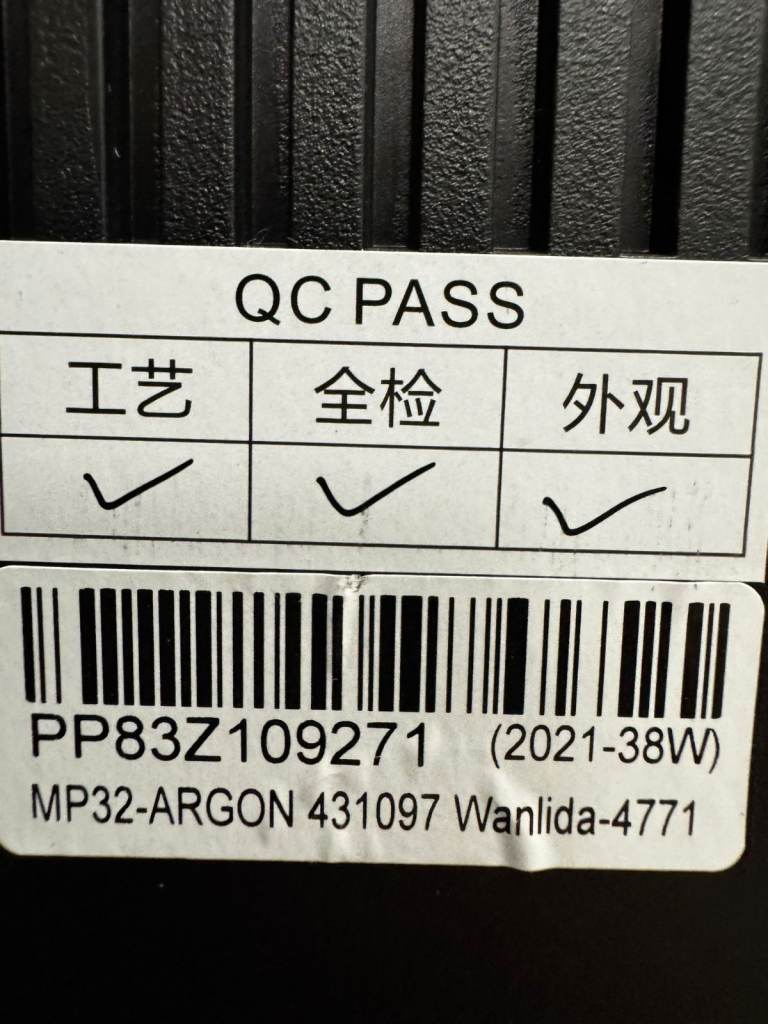 QC PASS
工艺 全检 外观
✓ ✓ ✓
PP83Z109271 (2021-38W)
MP32-ARGON 431097 Wanlida-4771